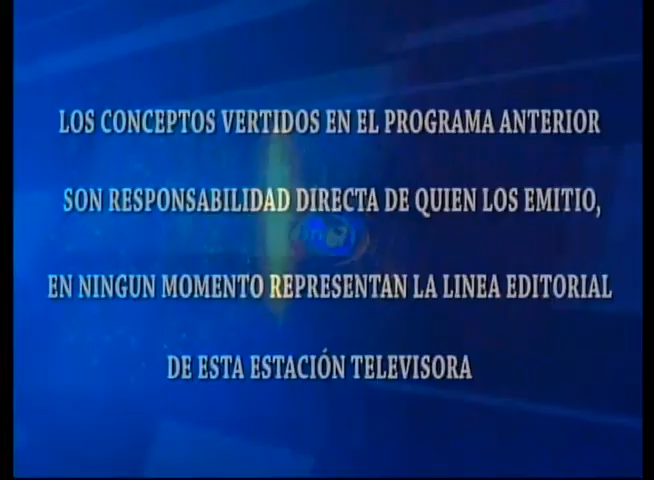 LOS CONCEPTOS VERTIDOS EN EL PROGRAMA ANTERIOR
SON RESPONSABILIDAD DIRECTA DE QUIEN LOS EMITIO,
EN NINGUN MOMENTO REPRESENTAN LA LINEA EDITORIAL
DE ESTA ESTACIÓN TELEVISORA